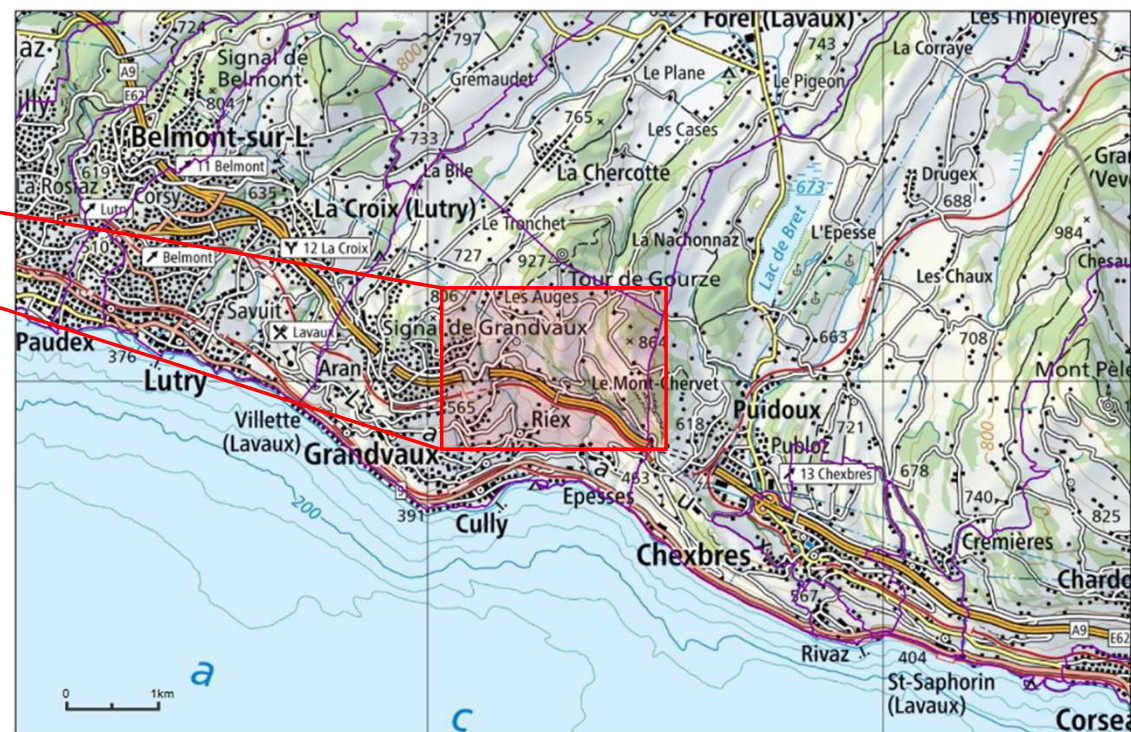 az
724
797
Forel (Lavaux)
Les Thioleyres
Signal de
Belmont
800
Gremaudet
Le Plane
743
La Corraye
A9
E62
804
Le Pigeon
Belmont-sur-L.
733
765
Les Cases
11 Belmont
619
La Bile
La Chercotte
673
Drugex
La Rosiaz
Corsy
635
688
Lutry
La Croix (Lutry)
Le Tronchet
La Nachonnaz
L'Epesse
984
510
12 La Croix
Belmont
727
927
Lac de Bret
Tour de Gourze
Les Chaux
806
Les Auges
Savuit
Lavaux
Signal de Grandvaux
864
663
708
Paudex
376
Lutry
Aran
Le Mont-Chervet
Mont Pèle
565
Riex
Puidoux
Villette
(Lavaux)
618
721
800
Grandvaux
a
Publoz
13 Chexbres
678
L
v
a
463
Epesses
u
x
9
391
740
825
200
Cully
Chexbres
Cremières
Chardo
567
A9
E62
Rivaz
404
a
0
1km
St-Saphorin
(Lavaux)
c
Corsea